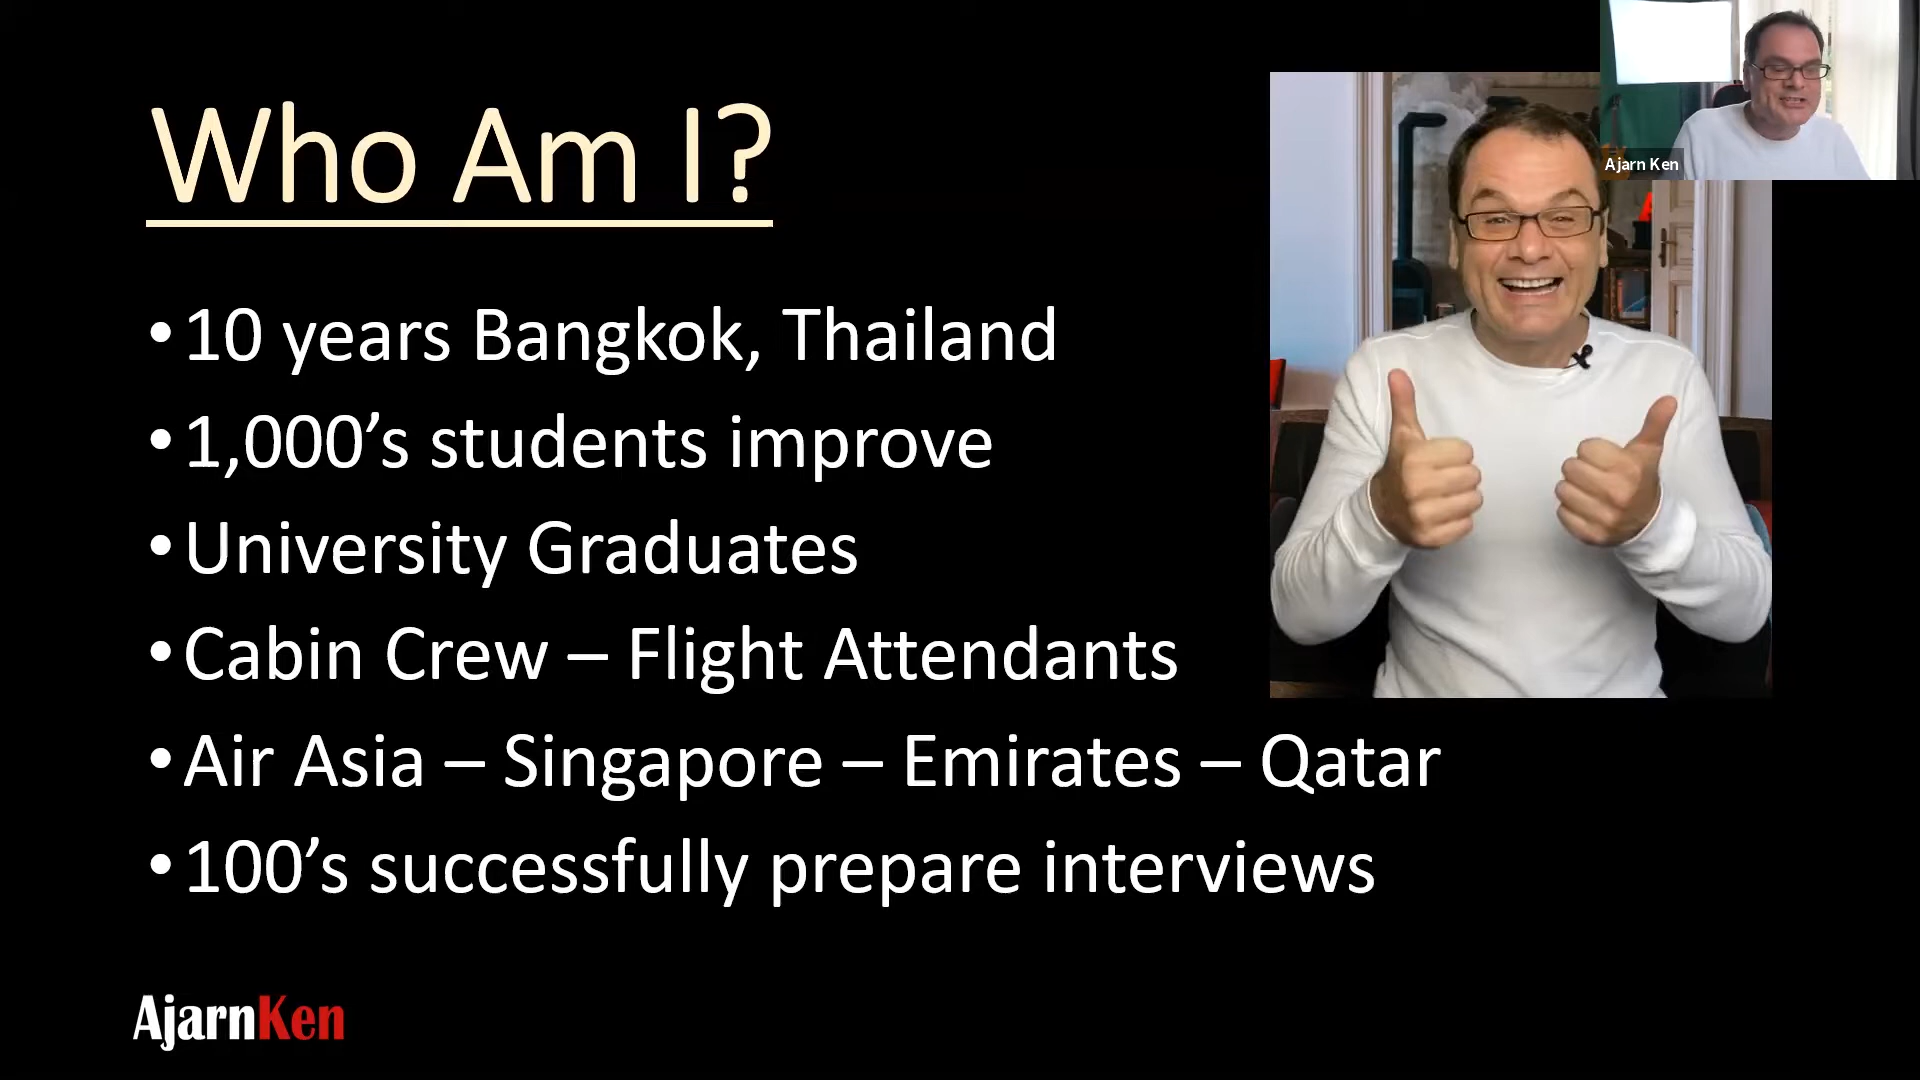 Who Am I?
•10 years Bangkok, Thailand
•1,000’s students improve
•University Graduates
•Cabin Crew – Flight Attendants
•Air Asia – Singapore – Emirates – Qatar
•100’s successfully prepare interviews
AjarnKen
Ajarn Ken